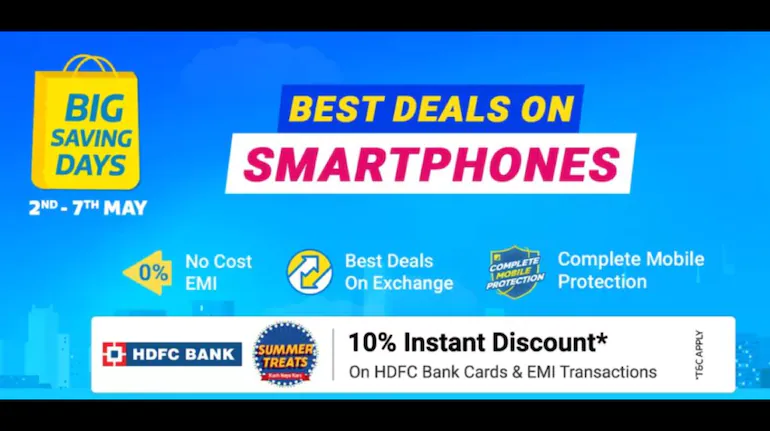 BIG
SAVING
DAYS
2ND - 7TH MAY
BEST DEALS ON
SMARTPHONES
0%
No Cost
EMI
Best Deals
On Exchange
COMPLETE
MOBILE
PROTECTION
Complete Mobile
Protection
HDFC BANK
SUMMER
TREATS
10% Instant Discount*
On HDFC Bank Cards & EMI Transactions
*T&C APPLY